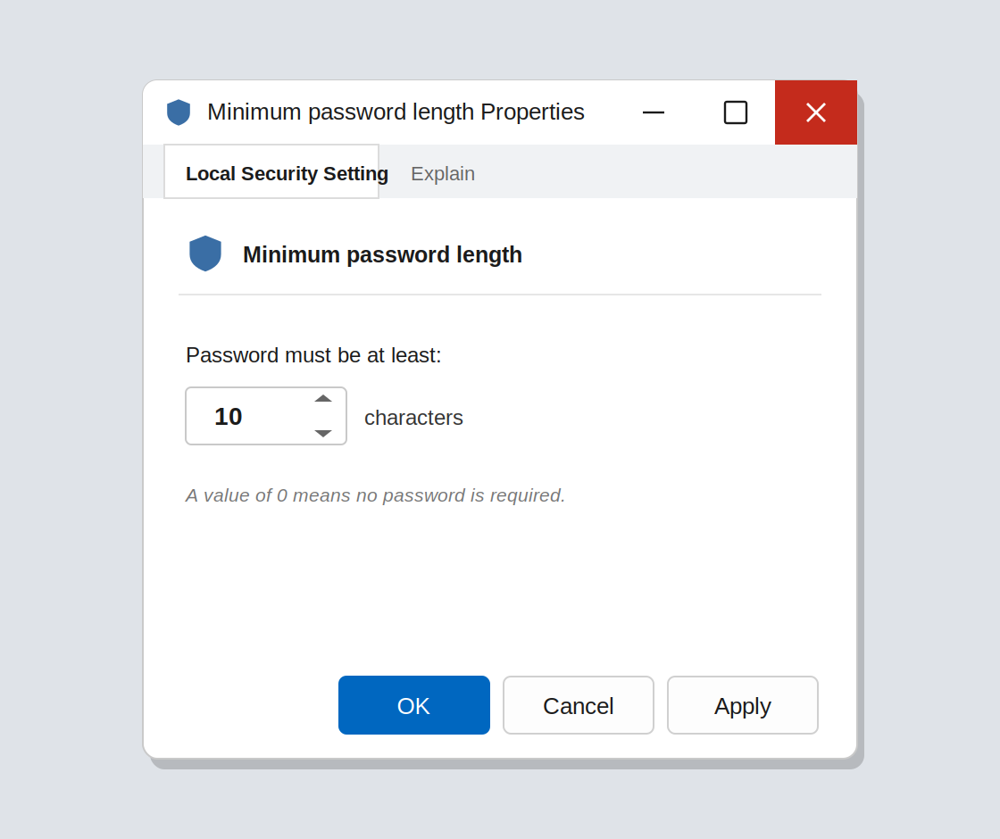 Minimum password length Properties
Local Security Setting
Explain
Minimum password length
Password must be at least:
10 characters
A value of 0 means no password is required.
OK
Cancel
Apply